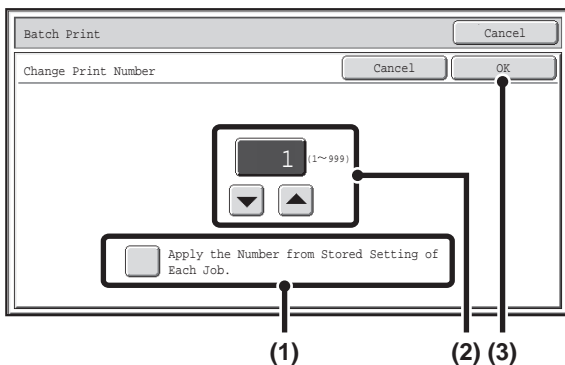 Batch Print
Cancel
Change Print Number
Cancel
OK
1
(1～999)
Apply the Number from Stored Setting of
Each Job.
(1)
(2) (3)